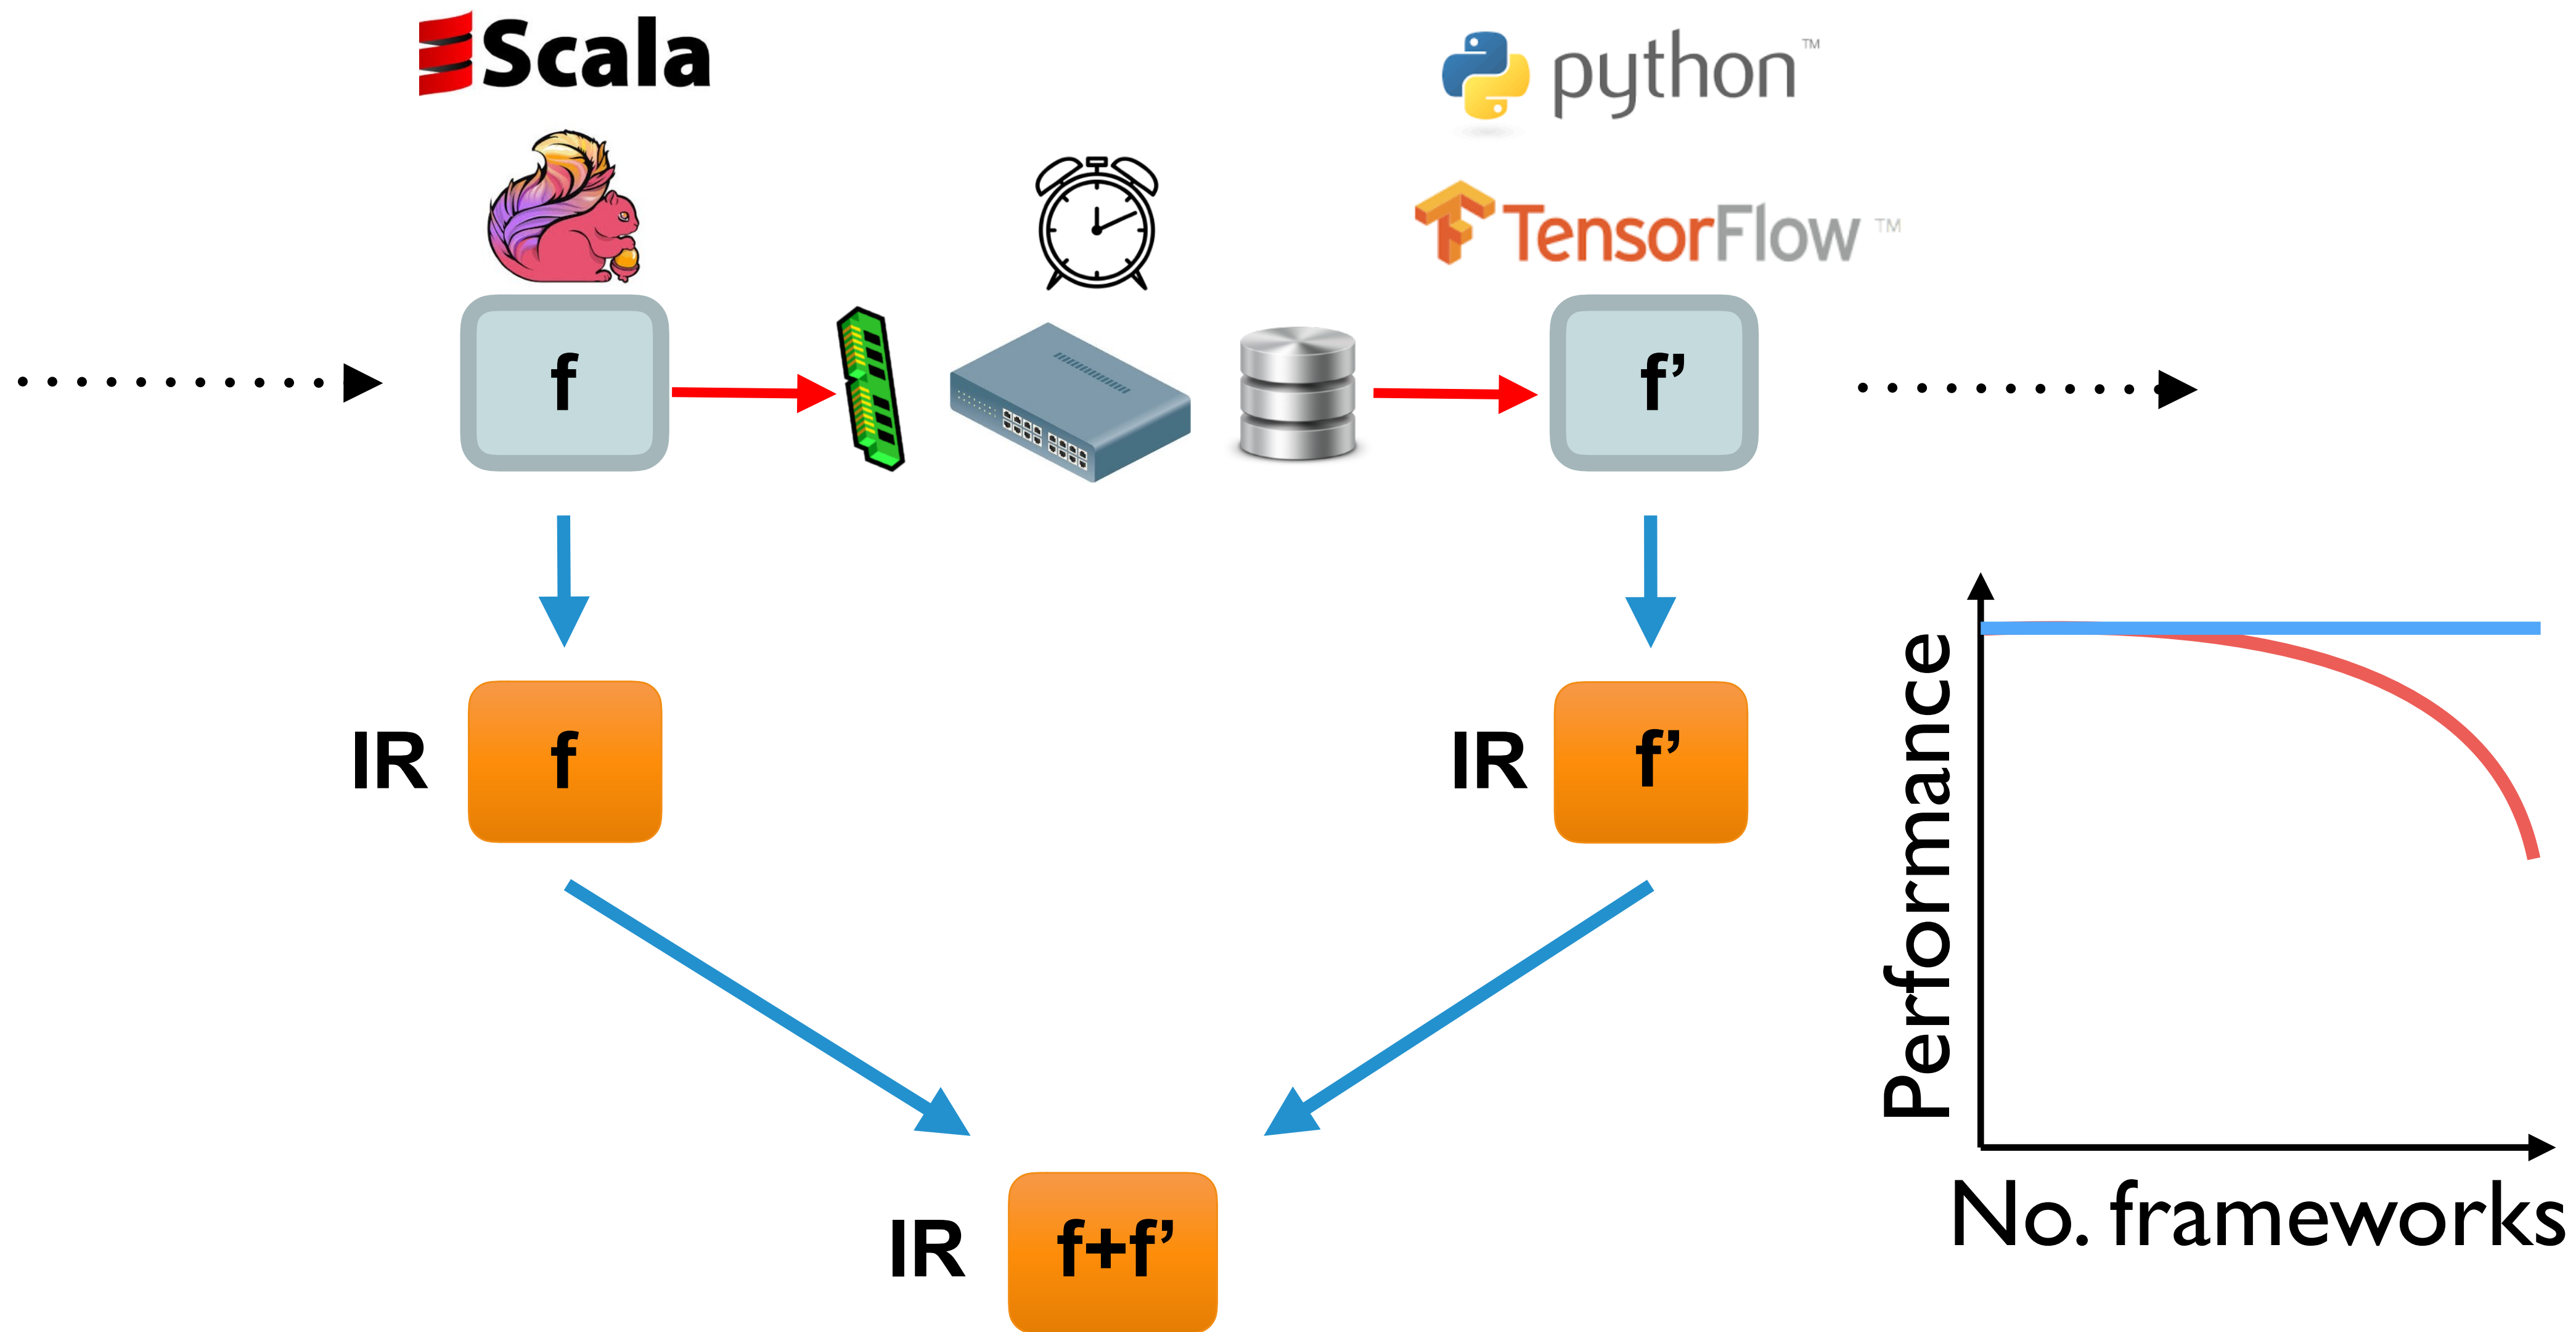 Scala
python™
TensorFlow™
f
f’
IR
f
IR
f’
IR
f+f’
Performance
No. frameworks